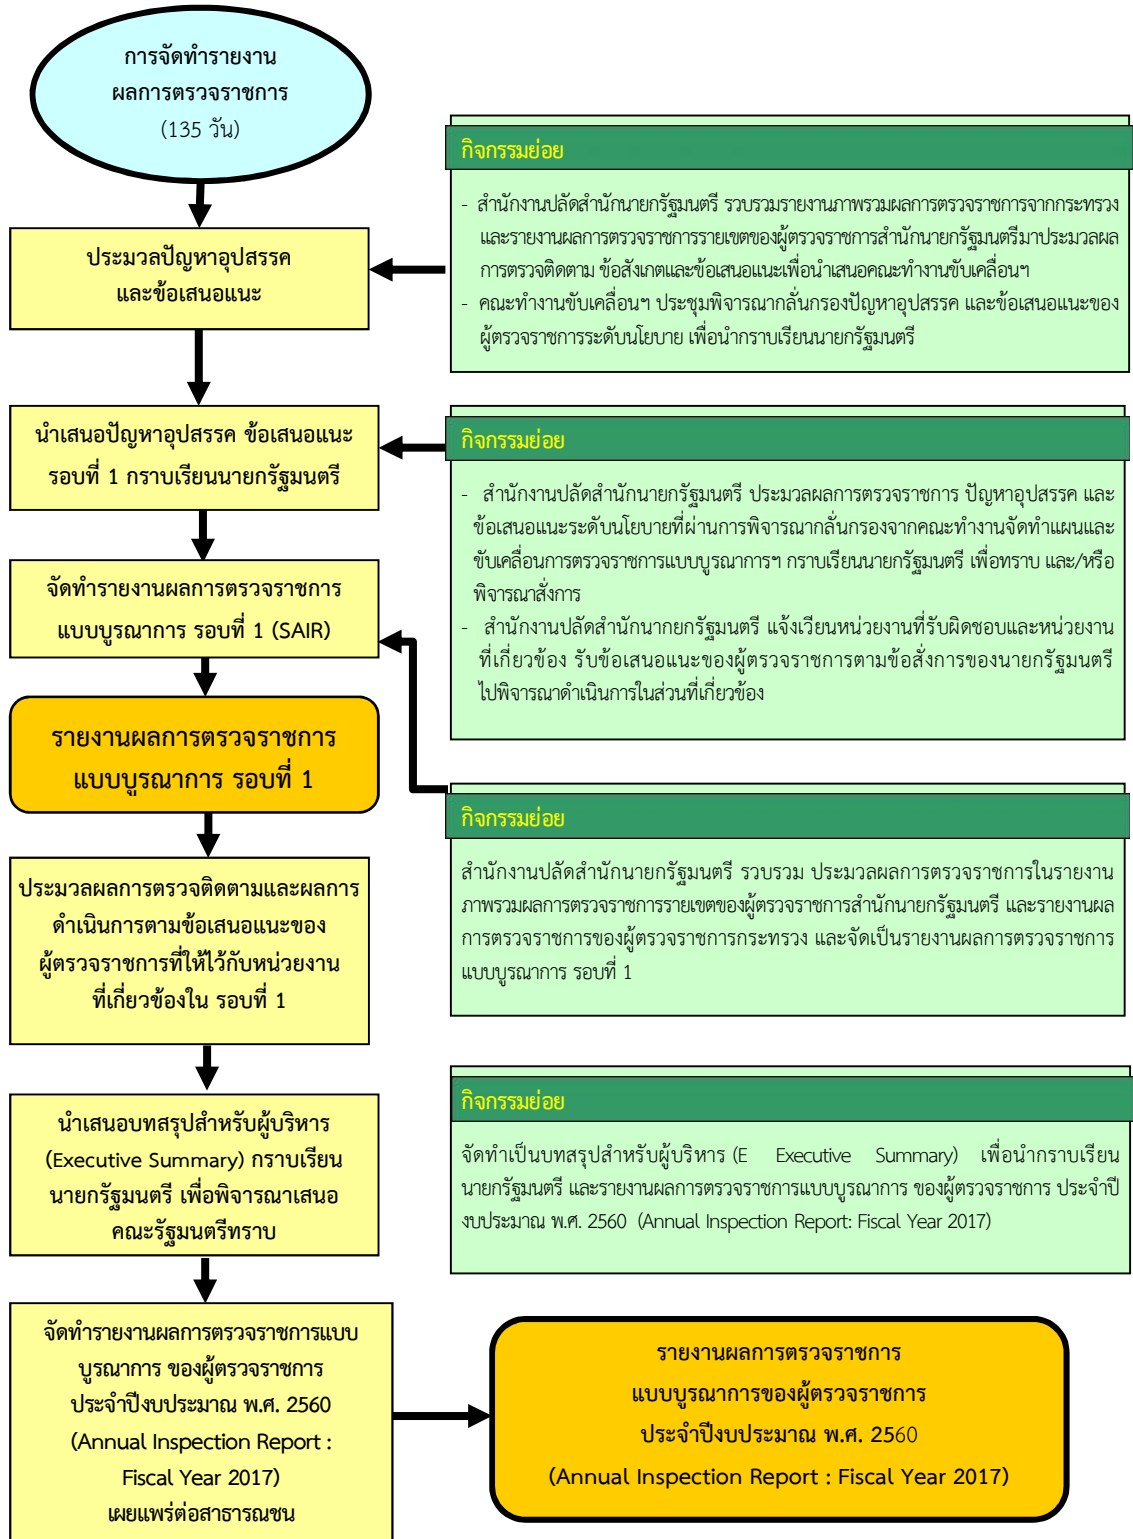 การจัดทำรายงาน
ผลการตรวจราชการ
(135 วัน)
ประมวลปัญหาอุปสรรค
และข้อเสนอแนะ
กิจกรรมย่อย
- สำนักงานปลัดสำนักนายกรัฐมนตรี รวบรวมรายงานภาพรวมผลการตรวจราชการจากกระทรวง
และรายงานผลการตรวจราชการรายเขตของผู้ตรวจราชการสำนักนายกรัฐมนตรีมาประมวลผล
การตรวจติดตาม ข้อสังเกตและข้อเสนอแนะเพื่อนำเสนอคณะทำงานขับเคลื่อนฯ
- คณะทำงานขับเคลื่อนฯ ประชุมพิจารณากลั่นกรองปัญหาอุปสรรค และข้อเสนอแนะของ
ผู้ตรวจราชการระดับนโยบาย เพื่อนำกราบเรียนนายกรัฐมนตรี
นำเสนอปัญหาอุปสรรค ข้อเสนอแนะ
รอบที่ 1 กราบเรียนนายกรัฐมนตรี
กิจกรรมย่อย
- สำนักงานปลัดสำนักนายกรัฐมนตรี ประมวลผลการตรวจราชการ ปัญหาอุปสรรค และ
ข้อเสนอแนะระดับนโยบายที่ผ่านการพิจารณากลั่นกรองจากคณะทำงานจัดทำแผนและ
ขับเคลื่อนการตรวจราชการแบบบูรณาการฯ กราบเรียนนายกรัฐมนตรี เพื่อทราบ และ/หรือ
พิจารณาสั่งการ
- สำนักงานปลัดสำนักนากยกรัฐมนตรี แจ้งเวียนหน่วยงานที่รับผิดชอบและหน่วยงาน
ที่เกี่ยวข้อง รับข้อเสนอแนะของผู้ตรวจราชการตามข้อสั่งการของนายกรัฐมนตรี
ไปพิจารณาดำเนินการในส่วนที่เกี่ยวข้อง
จัดทำรายงานผลการตรวจราชการ
แบบบูรณาการ รอบที่ 1 (SAIR)
รายงานผลการตรวจราชการ
แบบบูรณาการ รอบที่ 1
กิจกรรมย่อย
สำนักงานปลัดสำนักนายกรัฐมนตรี รวบรวม ประมวลผลการตรวจราชการในรายงาน
ภาพรวมผลการตรวจราชการรายเขตของผู้ตรวจราชการสำนักนายกรัฐมนตรี และรายงานผล
การตรวจราชการของผู้ตรวจราชการกระทรวง และจัดเป็นรายงานผลการตรวจราชการ
แบบบูรณาการ รอบที่ 1
ประมวลผลการตรวจติดตามและผลการ
ดำเนินการตามข้อเสนอแนะของ
ผู้ตรวจราชการที่ให้ไว้กับหน่วยงาน
ที่เกี่ยวข้องใน รอบที่ 1
นำเสนอบทสรุปสำหรับผู้บริหาร
(Executive Summary) กราบเรียน
นายกรัฐมนตรี เพื่อพิจารณาเสนอ
คณะรัฐมนตรีทราบ
กิจกรรมย่อย
จัดทำเป็นบทสรุปสำหรับผู้บริหาร (E Executive Summary) เพื่อนำกราบเรียน
นายกรัฐมนตรี และรายงานผลการตรวจราชการแบบบูรณาการ ของผู้ตรวจราชการ ประจำปี
งบประมาณ พ.ศ. 2560 (Annual Inspection Report: Fiscal Year 2017)
จัดทำรายงานผลการตรวจราชการแบบ
บูรณาการ ของผู้ตรวจราชการ
ประจำปีงบประมาณ พ.ศ. 2560
(Annual Inspection Report :
Fiscal Year 2017)
เผยแพร่ต่อสาธารณชน
รายงานผลการตรวจราชการ
แบบบูรณาการของผู้ตรวจราชการ
ประจำปีงบประมาณ พ.ศ. 2560
(Annual Inspection Report : Fiscal Year 2017)